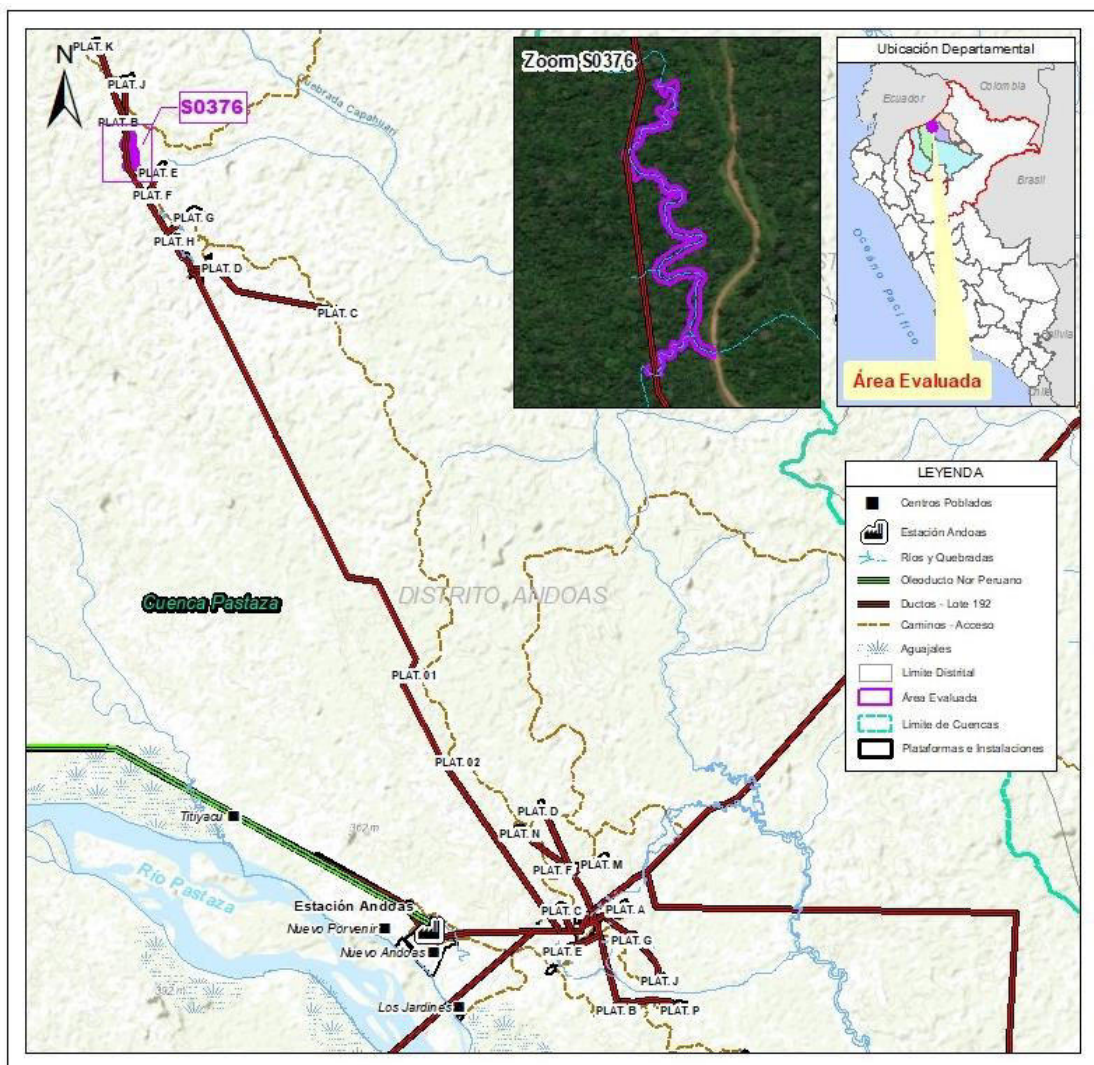 N
PLAT. K
PLAT. J
S0376
PLAT. B
PLAT. E
PLAT. F
PLAT. G
PLAT. H
PLAT. D
PLAT. C
Quebrada Capahuari
Zoom S0376
Ubicación Departamental
Ecuador
Colombia
Brasil
Océano Pacífico
Bolivia
Chile
Área Evaluada
LEYENDA
Centros Poblados
Estación Andoas
Ríos y Quebradas
Oleoducto Nor Peruano
Ductos - Lote 192
Caminos - Acceso
Aguajales
Límite Distrital
Área Evaluada
Límite de Cuencas
Plataformas e Instalaciones
Cuenca Pastaza
DISTRITO ANDOAS
PLAT. 01
PLAT. 02
PLAT. D
PLAT. N
PLAT. M
PLAT. F
Titiyacu
362 m
Río Pastaza
Estación Andoas
Nuevo Porvenir
Nuevo Andoas
Los Jardines
PLAT. C
PLAT. A
PLAT. E
PLAT. G
PLAT. J
PLAT. B
PLAT. P